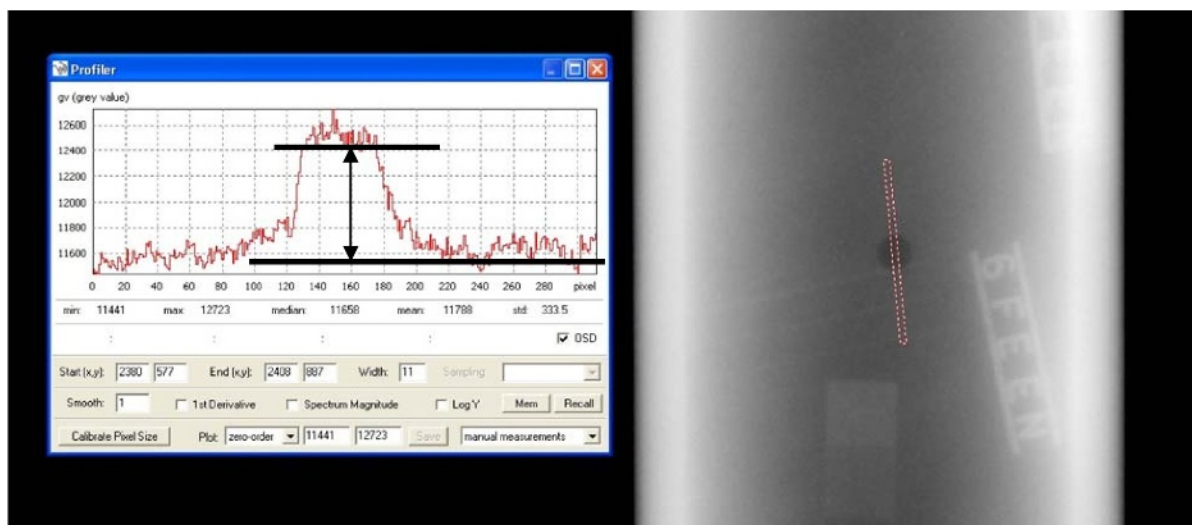 Profiler
gv (grey value)
12600
12400
12200
12000
11800
11600
0 20 40 60 80 100 120 140 160 180 200 220 240 260 280 pixel
min: 11441 max: 12723 median: 11658 mean: 11788 std: 333.5
: : : : OSD
Start (x,y): 2380 577 End (x,y): 2408 887 Width: 11 Sampling:
Smooth: 1 1st Derivative Spectrum Magnitude Log Y Mem Recall
Calibrate Pixel Size Plot: zero-order 11441 12723 Save manual measurements
6 FE EN